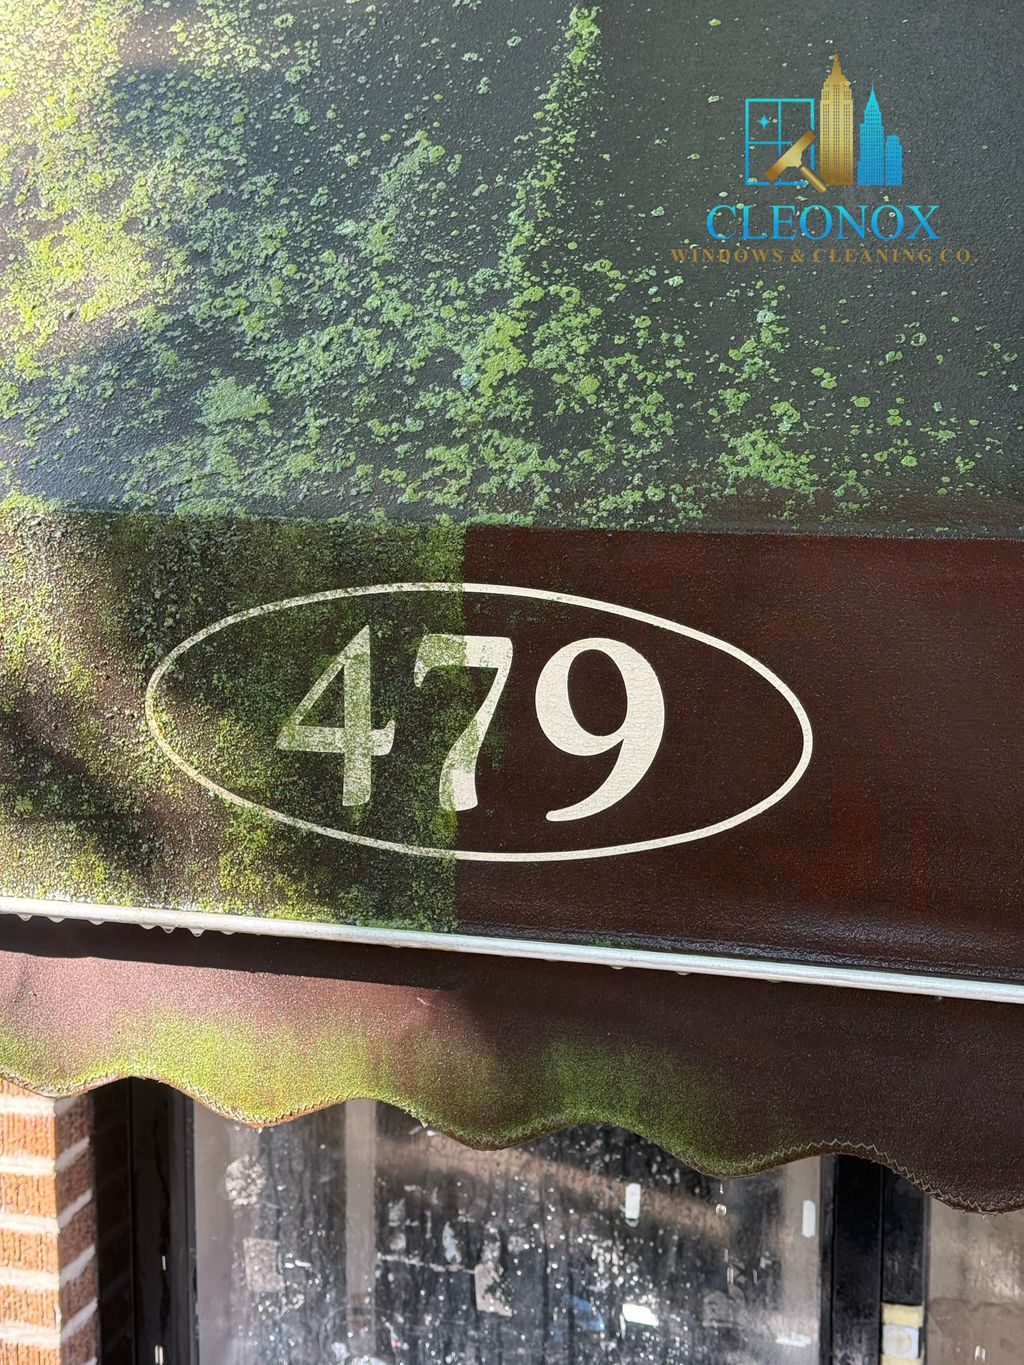 CLEONOX
WINDOWS & CLEANING CO.
479